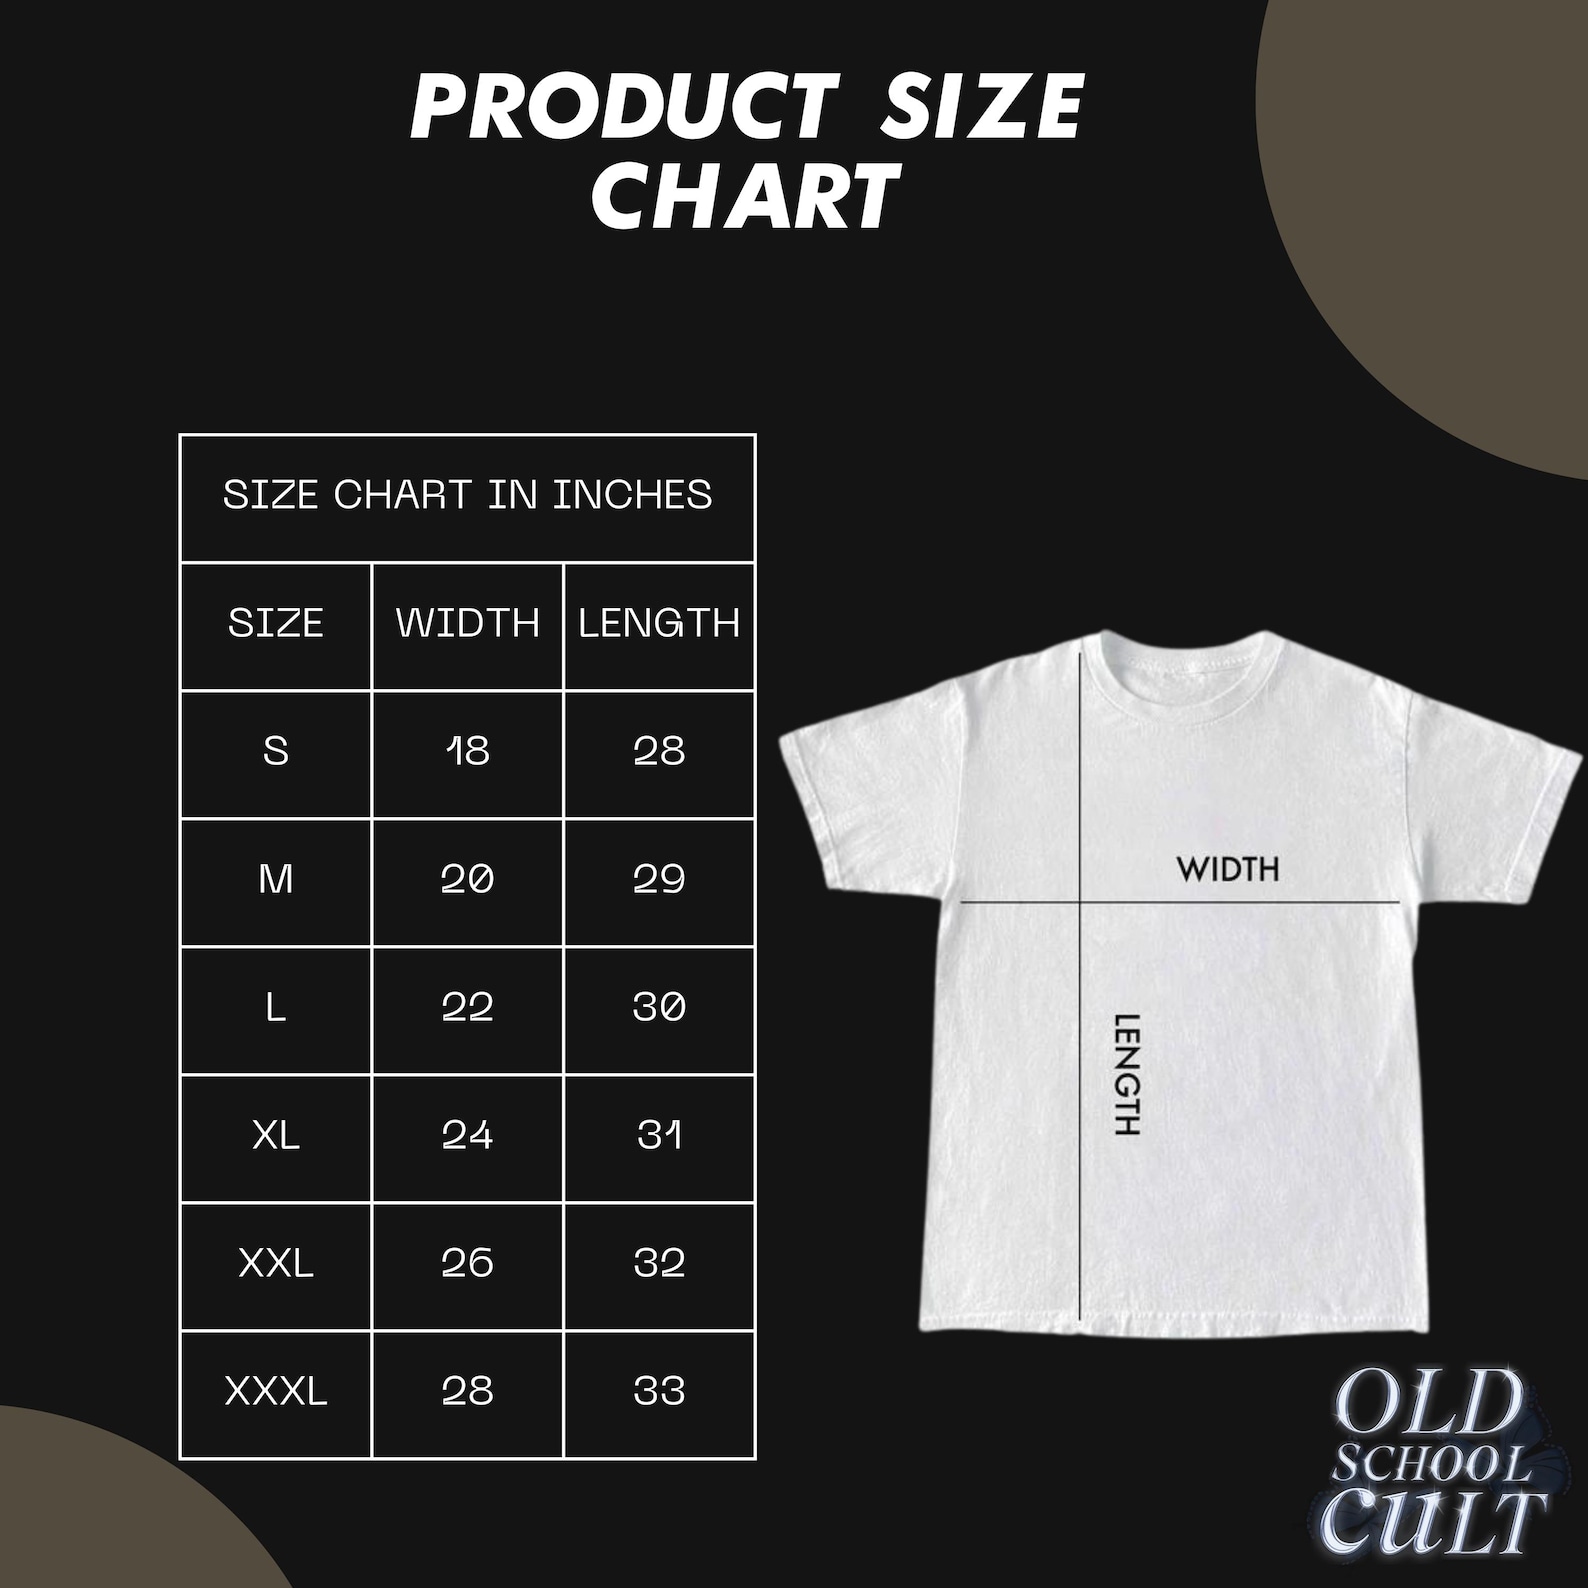 PRODUCT SIZE
CHART
SIZE CHART IN INCHES
SIZE WIDTH LENGTH
S 18 28
M 20 29
L 22 30
XL 24 31
XXL 26 32
XXXL 28 33
WIDTH
LENGTH
OLD
SCHOOL
CULT